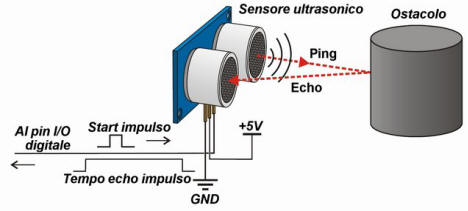 Sensore ultrasonico
Ostacolo
Ping
Echo
+5V
Al pin I/O
digitale
Start impulso
Tempo echo impulso
GND